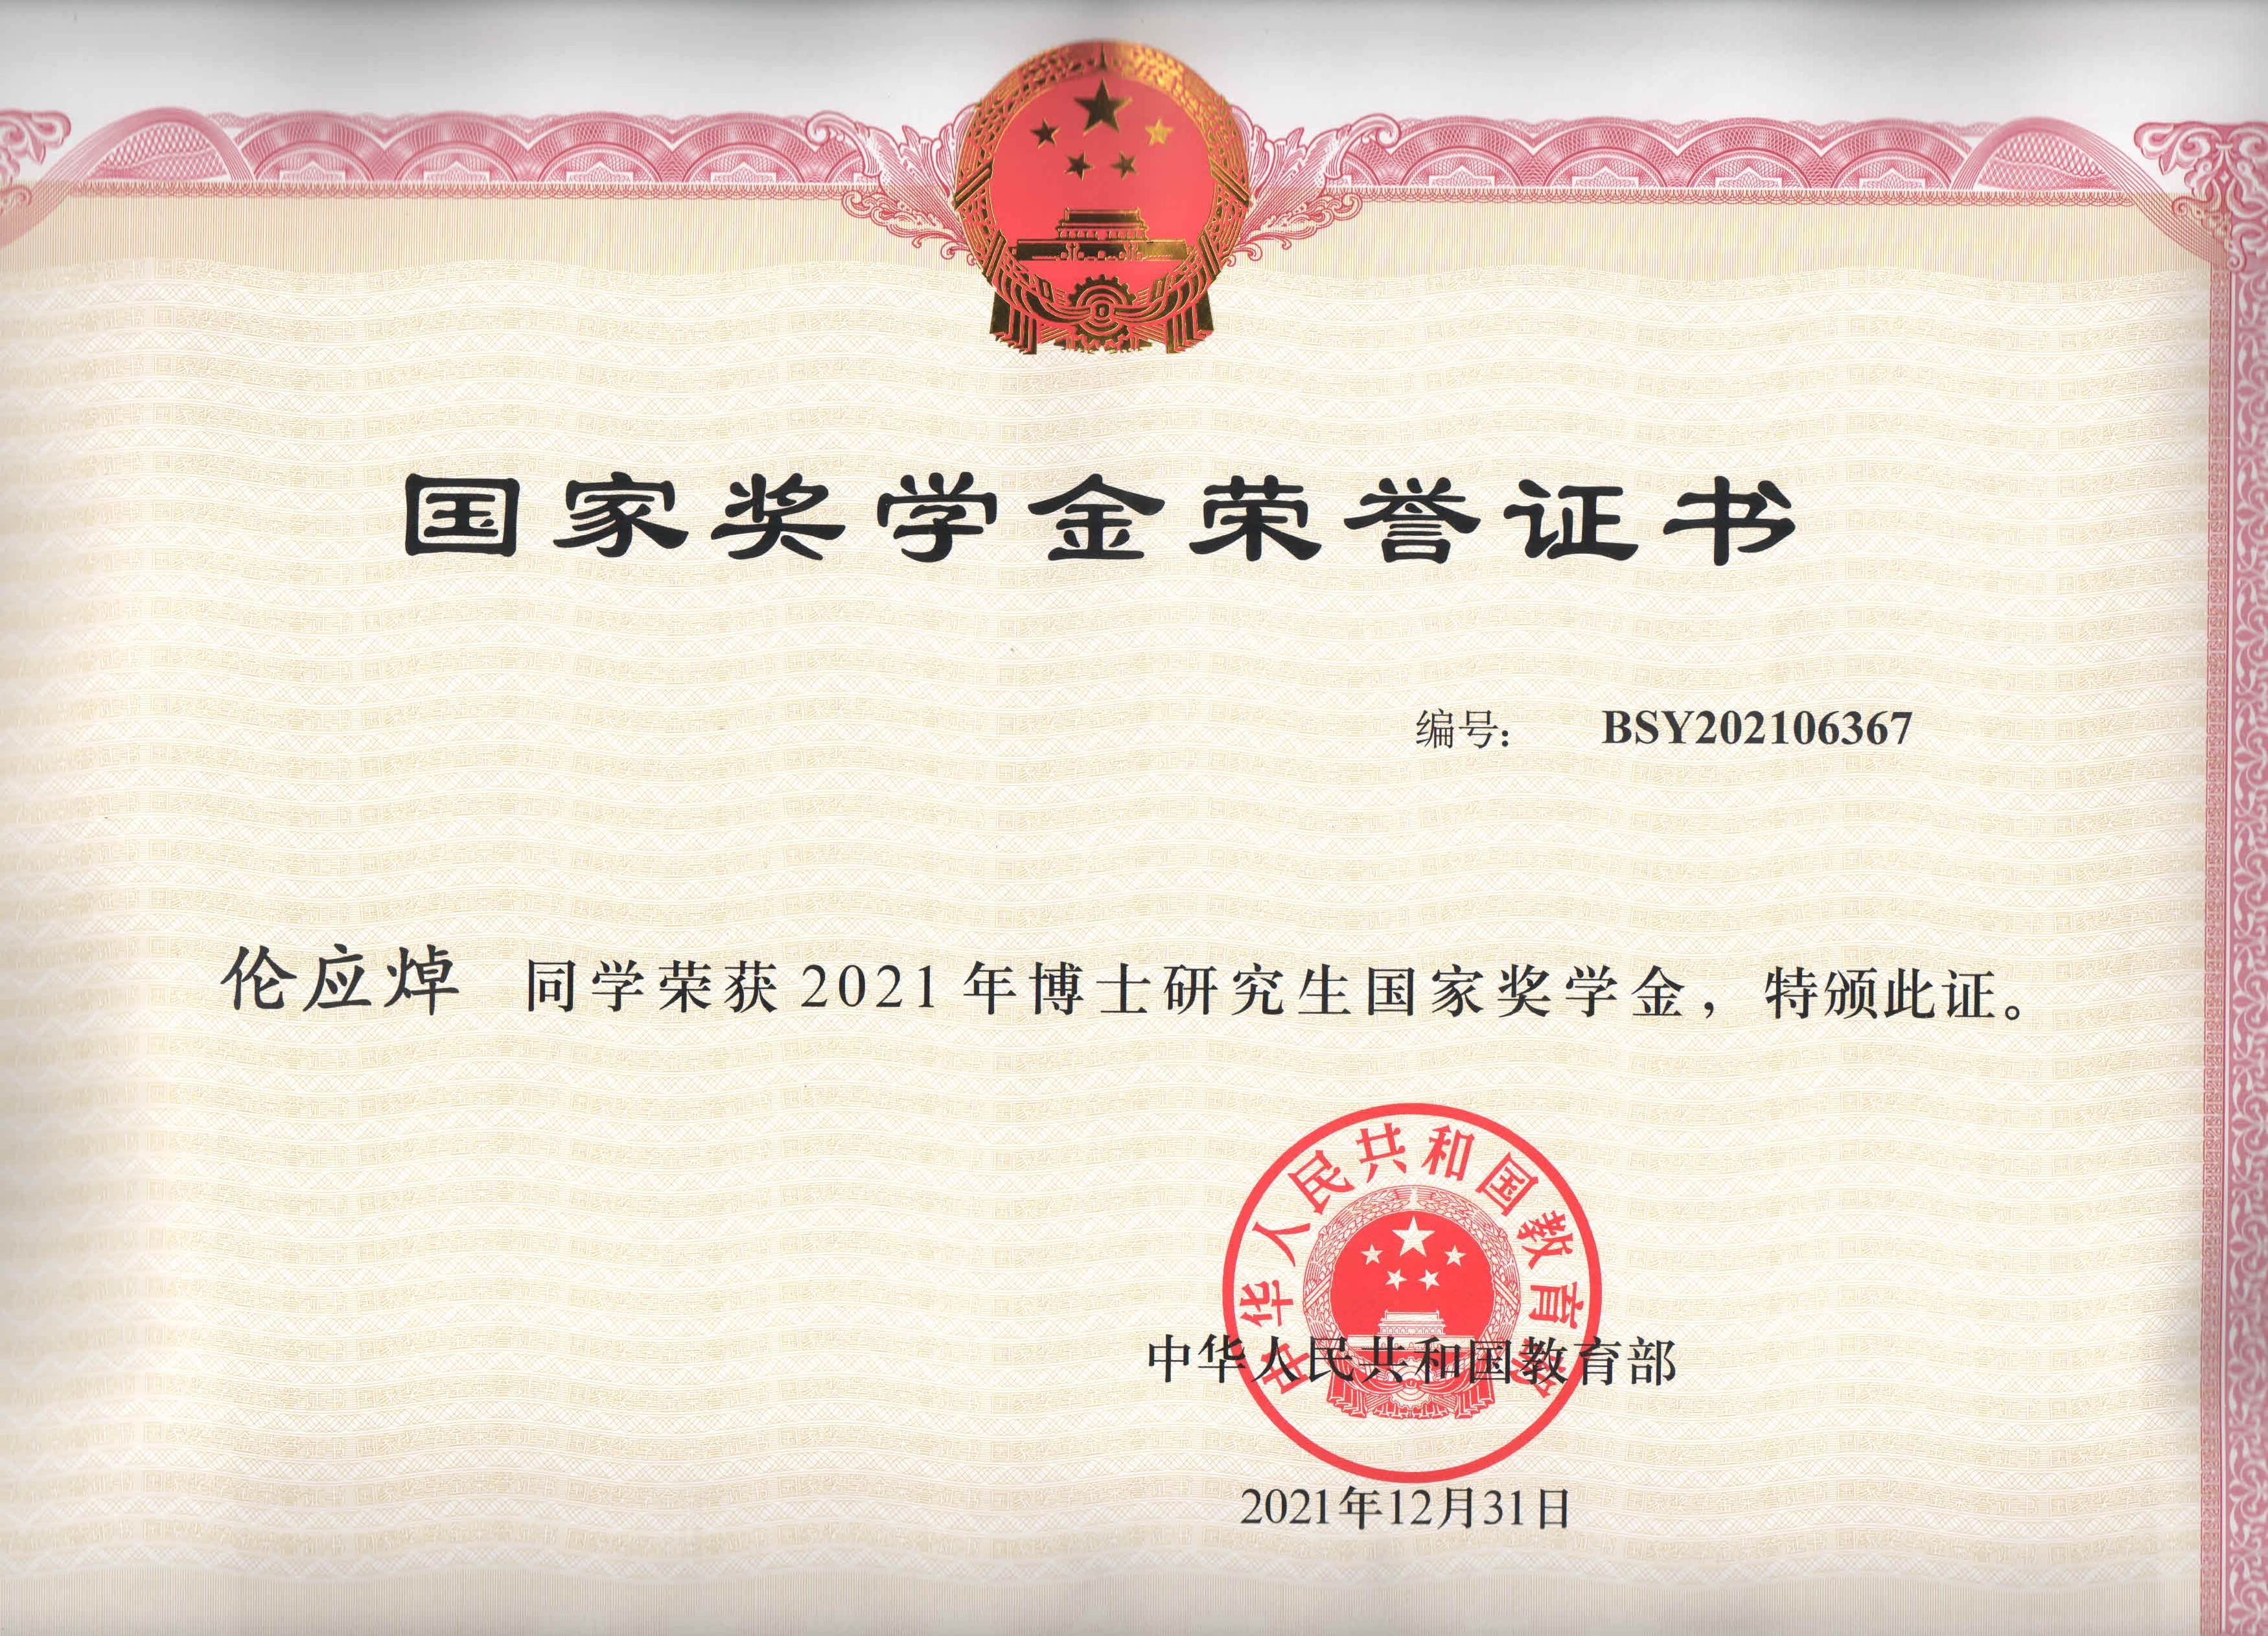 国家奖学金荣誉证书
编号： BSY202106367
伦应焯 同学荣获2021年博士研究生国家奖学金，特颁此证。
中华人民共和国教育部
中华人民共和国教育部
2021年12月31日